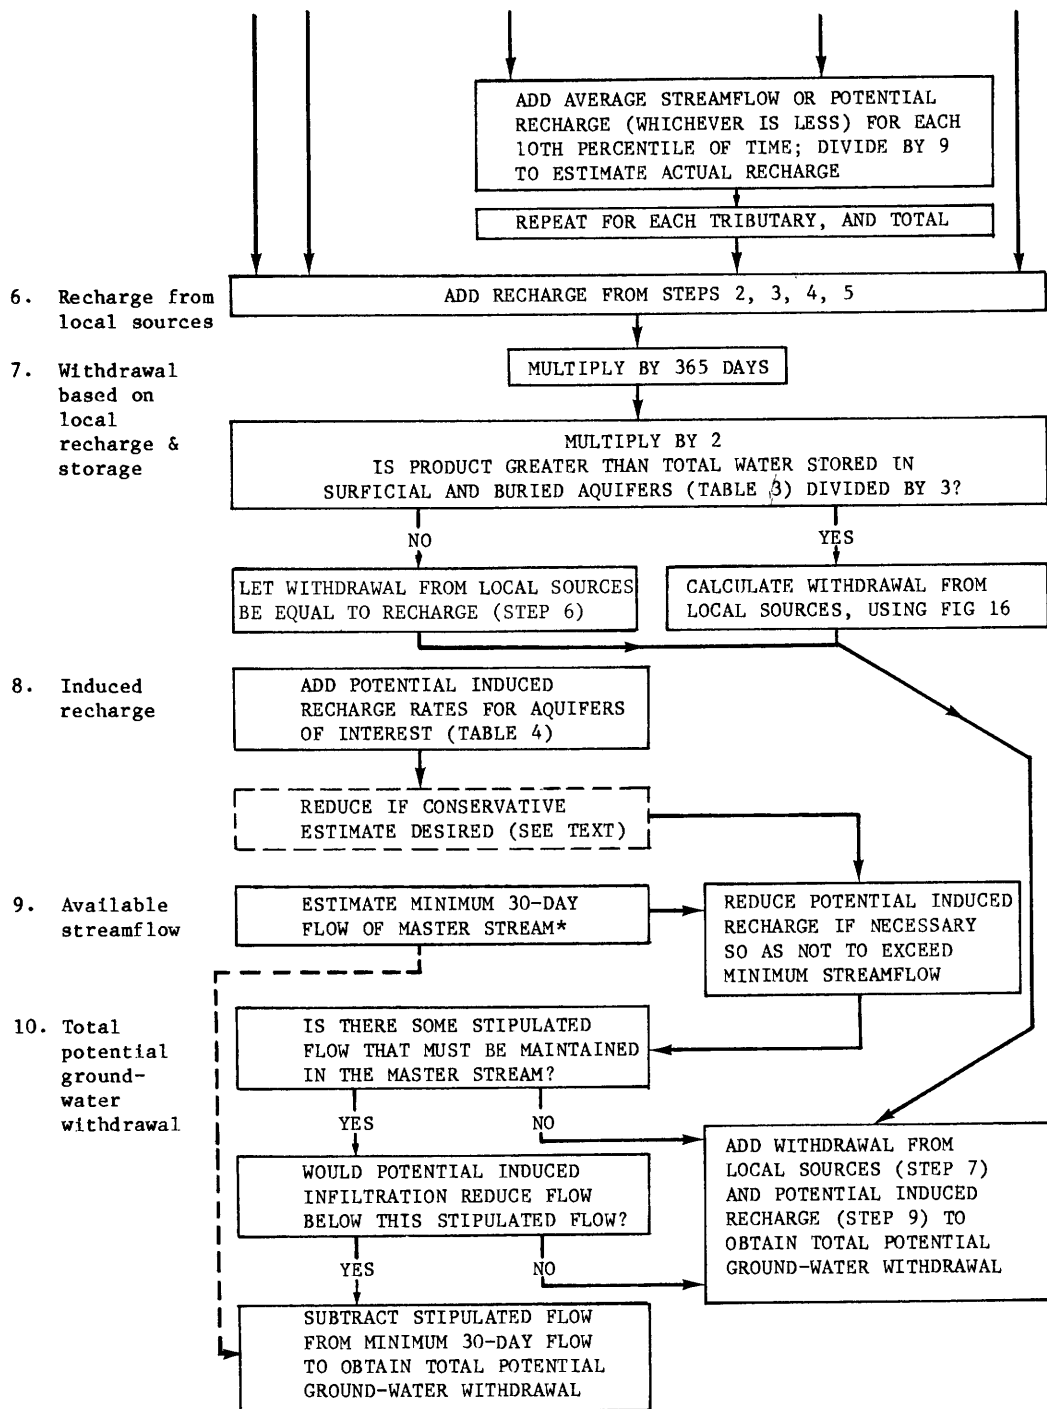 ADD AVERAGE STREAMFLOW OR POTENTIAL
RECHARGE (WHICHEVER IS LESS) FOR EACH
10TH PERCENTILE OF TIME; DIVIDE BY 9
TO ESTIMATE ACTUAL RECHARGE
REPEAT FOR EACH TRIBUTARY, AND TOTAL
6. Recharge from
local sources
ADD RECHARGE FROM STEPS 2, 3, 4, 5
7. Withdrawal
based on
local
recharge &
storage
MULTIPLY BY 365 DAYS
MULTIPLY BY 2
IS PRODUCT GREATER THAN TOTAL WATER STORED IN
SURFICIAL AND BURIED AQUIFERS (TABLE 3) DIVIDED BY 3?
NO
YES
LET WITHDRAWAL FROM LOCAL SOURCES
BE EQUAL TO RECHARGE (STEP 6)
CALCULATE WITHDRAWAL FROM
LOCAL SOURCES, USING FIG 16
8. Induced
recharge
ADD POTENTIAL INDUCED
RECHARGE RATES FOR AQUIFERS
OF INTEREST (TABLE 4)
REDUCE IF CONSERVATIVE
ESTIMATE DESIRED (SEE TEXT)
9. Available
streamflow
ESTIMATE MINIMUM 30-DAY
FLOW OF MASTER STREAM*
REDUCE POTENTIAL INDUCED
RECHARGE IF NECESSARY
SO AS NOT TO EXCEED
MINIMUM STREAMFLOW
10. Total
potential
ground-
water
withdrawal
IS THERE SOME STIPULATED
FLOW THAT MUST BE MAINTAINED
IN THE MASTER STREAM?
YES
NO
WOULD POTENTIAL INDUCED
INFILTRATION REDUCE FLOW
BELOW THIS STIPULATED FLOW?
ADD WITHDRAWAL FROM
LOCAL SOURCES (STEP 7)
AND POTENTIAL INDUCED
RECHARGE (STEP 9) TO
OBTAIN TOTAL POTENTIAL
GROUND-WATER WITHDRAWAL
YES
NO
SUBTRACT STIPULATED FLOW
FROM MINIMUM 30-DAY FLOW
TO OBTAIN TOTAL POTENTIAL
GROUND-WATER WITHDRAWAL